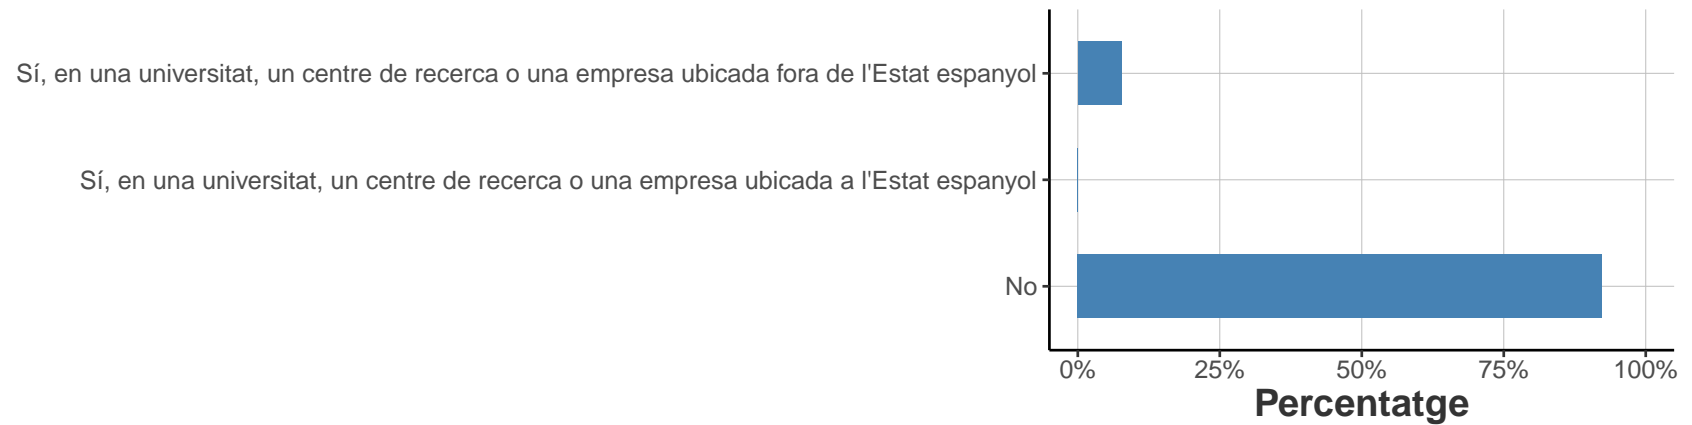 Sí, en una universitat, un centre de recerca o una empresa ubicada fora de l'Estat espanyol
Sí, en una universitat, un centre de recerca o una empresa ubicada a l'Estat espanyol
No
0% 25% 50% 75% 100%
Percentatge